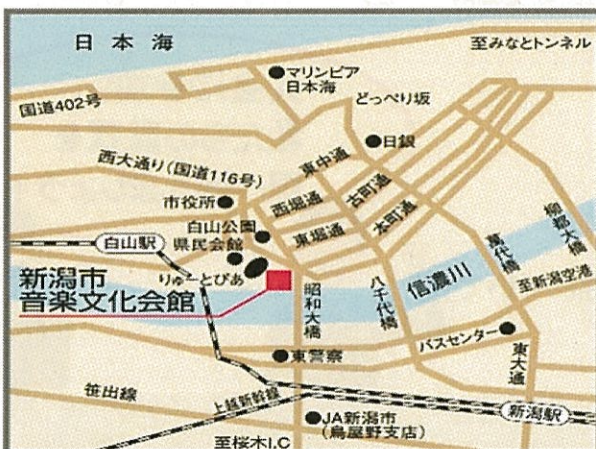 日本海
至みなとトンネル
マリンピア
日本海
国道402号
どっぺり坂
日銀
西大通り(国道116号)
東中通
市役所
西堀通
古町通
白山公園
東堀通
本町通
柳都大橋
白山駅
県民会館
萬代橋
りゅーとぴあ
信濃川
至新潟空港
新潟市
音楽文化会館
昭和大橋
八千代橋
バスセンター
東大通
東警察
笹出線
上越新幹線
新潟駅
JA新潟市
(鳥屋野支店)
至桜木I.C